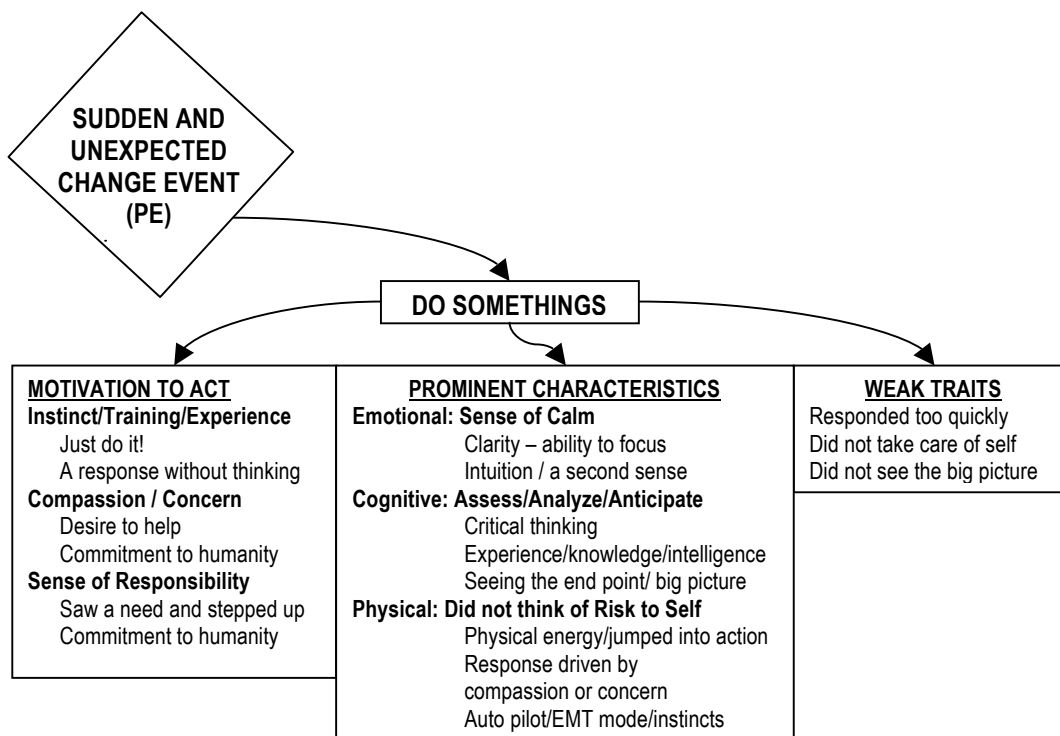 SUDDEN AND
UNEXPECTED
CHANGE EVENT
(PE)
DO SOMETHINGS
MOTIVATION TO ACT
Instinct/Training/Experience
Just do it!
A response without thinking
Compassion / Concern
Desire to help
Commitment to humanity
Sense of Responsibility
Saw a need and stepped up
Commitment to humanity
PROMINENT CHARACTERISTICS
Emotional: Sense of Calm
Clarity – ability to focus
Intuition / a second sense
Cognitive: Assess/Analyze/Anticipate
Critical thinking
Experience/knowledge/intelligence
Seeing the end point/ big picture
Physical: Did not think of Risk to Self
Physical energy/jumped into action
Response driven by
compassion or concern
Auto pilot/EMT mode/instincts
WEAK TRAITS
Responded too quickly
Did not take care of self
Did not see the big picture